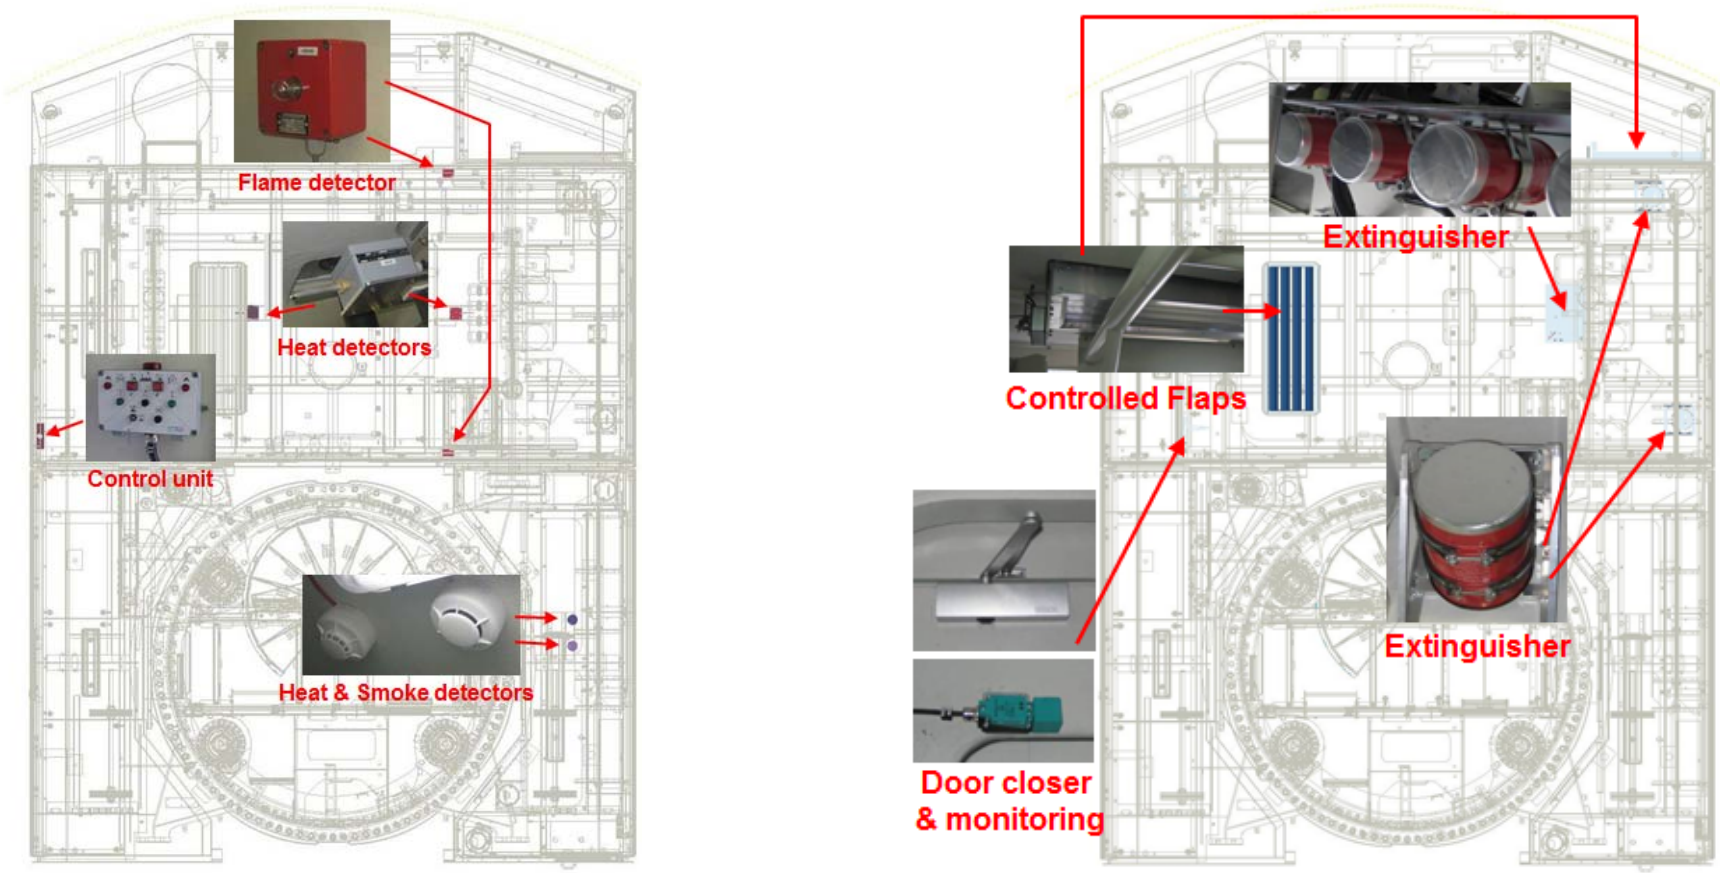 Flame detector
Heat detectors
Control unit
Heat & Smoke detectors
Extinguisher
Controlled Flaps
Extinguisher
Door closer
& monitoring